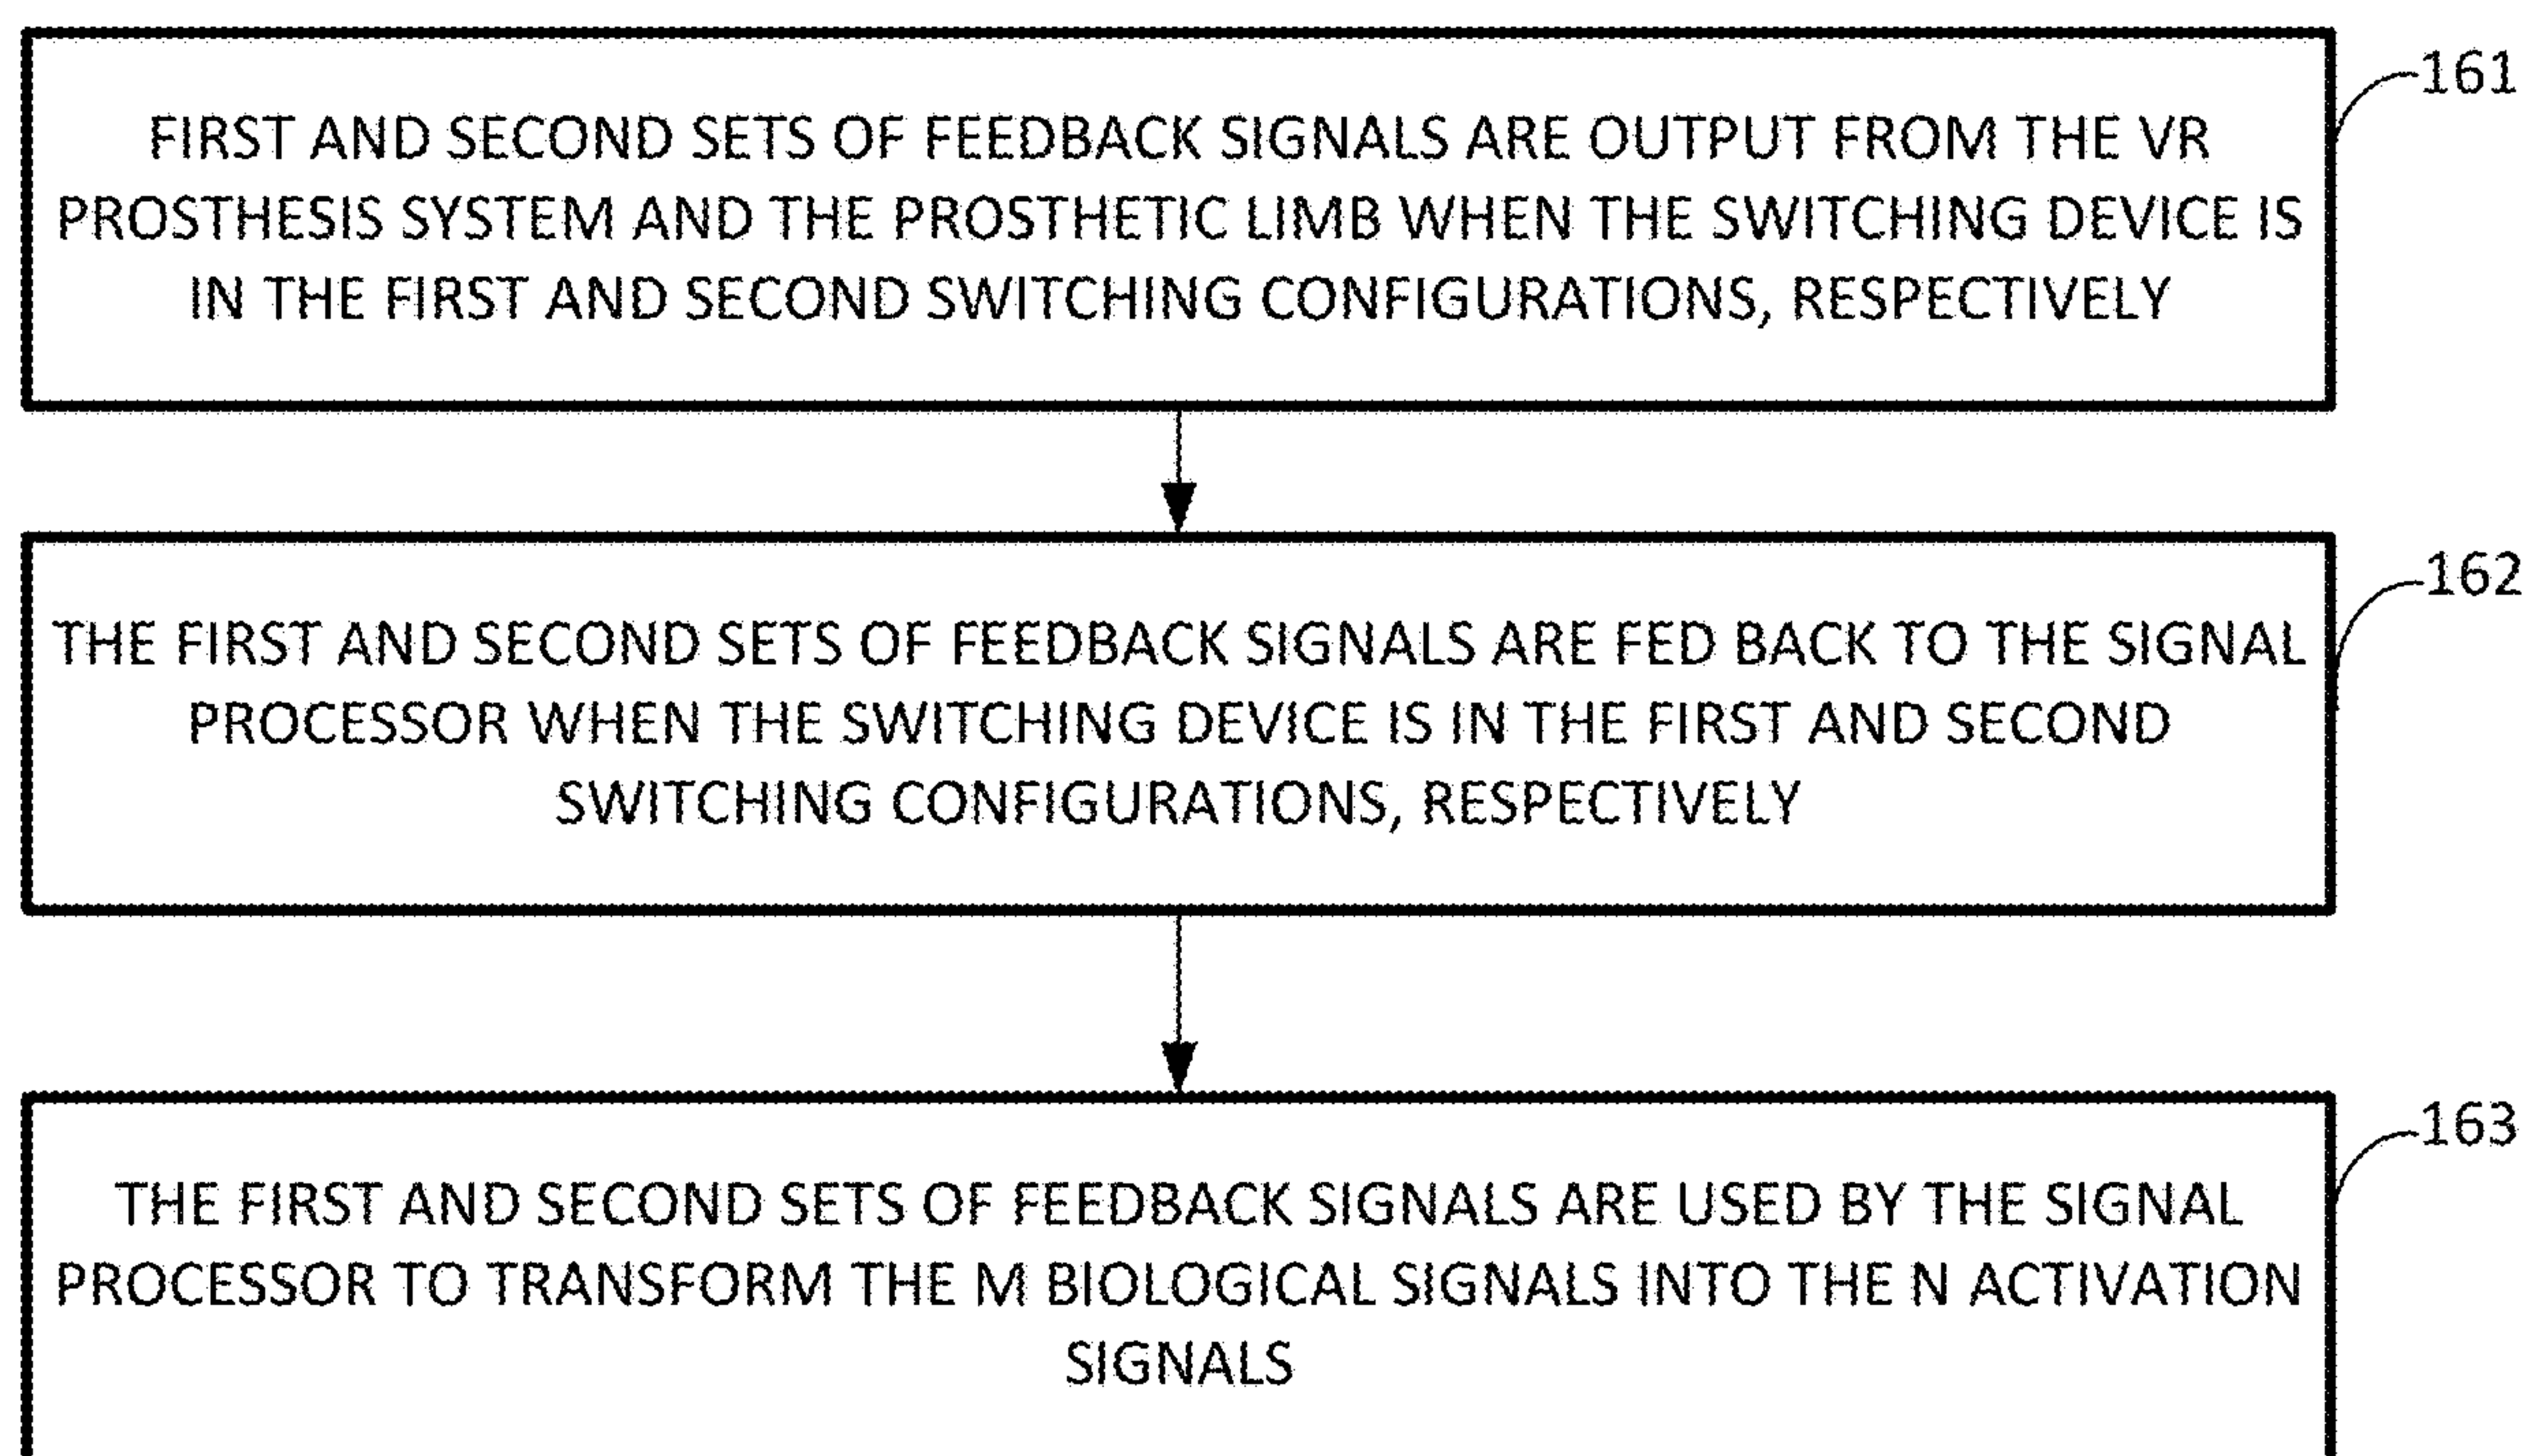 161
FIRST AND SECOND SETS OF FEEDBACK SIGNALS ARE OUTPUT FROM THE VR
PROSTHESIS SYSTEM AND THE PROSTHETIC LIMB WHEN THE SWITCHING DEVICE IS
IN THE FIRST AND SECOND SWITCHING CONFIGURATIONS, RESPECTIVELY
162
THE FIRST AND SECOND SETS OF FEEDBACK SIGNALS ARE FED BACK TO THE SIGNAL
PROCESSOR WHEN THE SWITCHING DEVICE IS IN THE FIRST AND SECOND
SWITCHING CONFIGURATIONS, RESPECTIVELY
163
THE FIRST AND SECOND SETS OF FEEDBACK SIGNALS ARE USED BY THE SIGNAL
PROCESSOR TO TRANSFORM THE M BIOLOGICAL SIGNALS INTO THE N ACTIVATION
SIGNALS